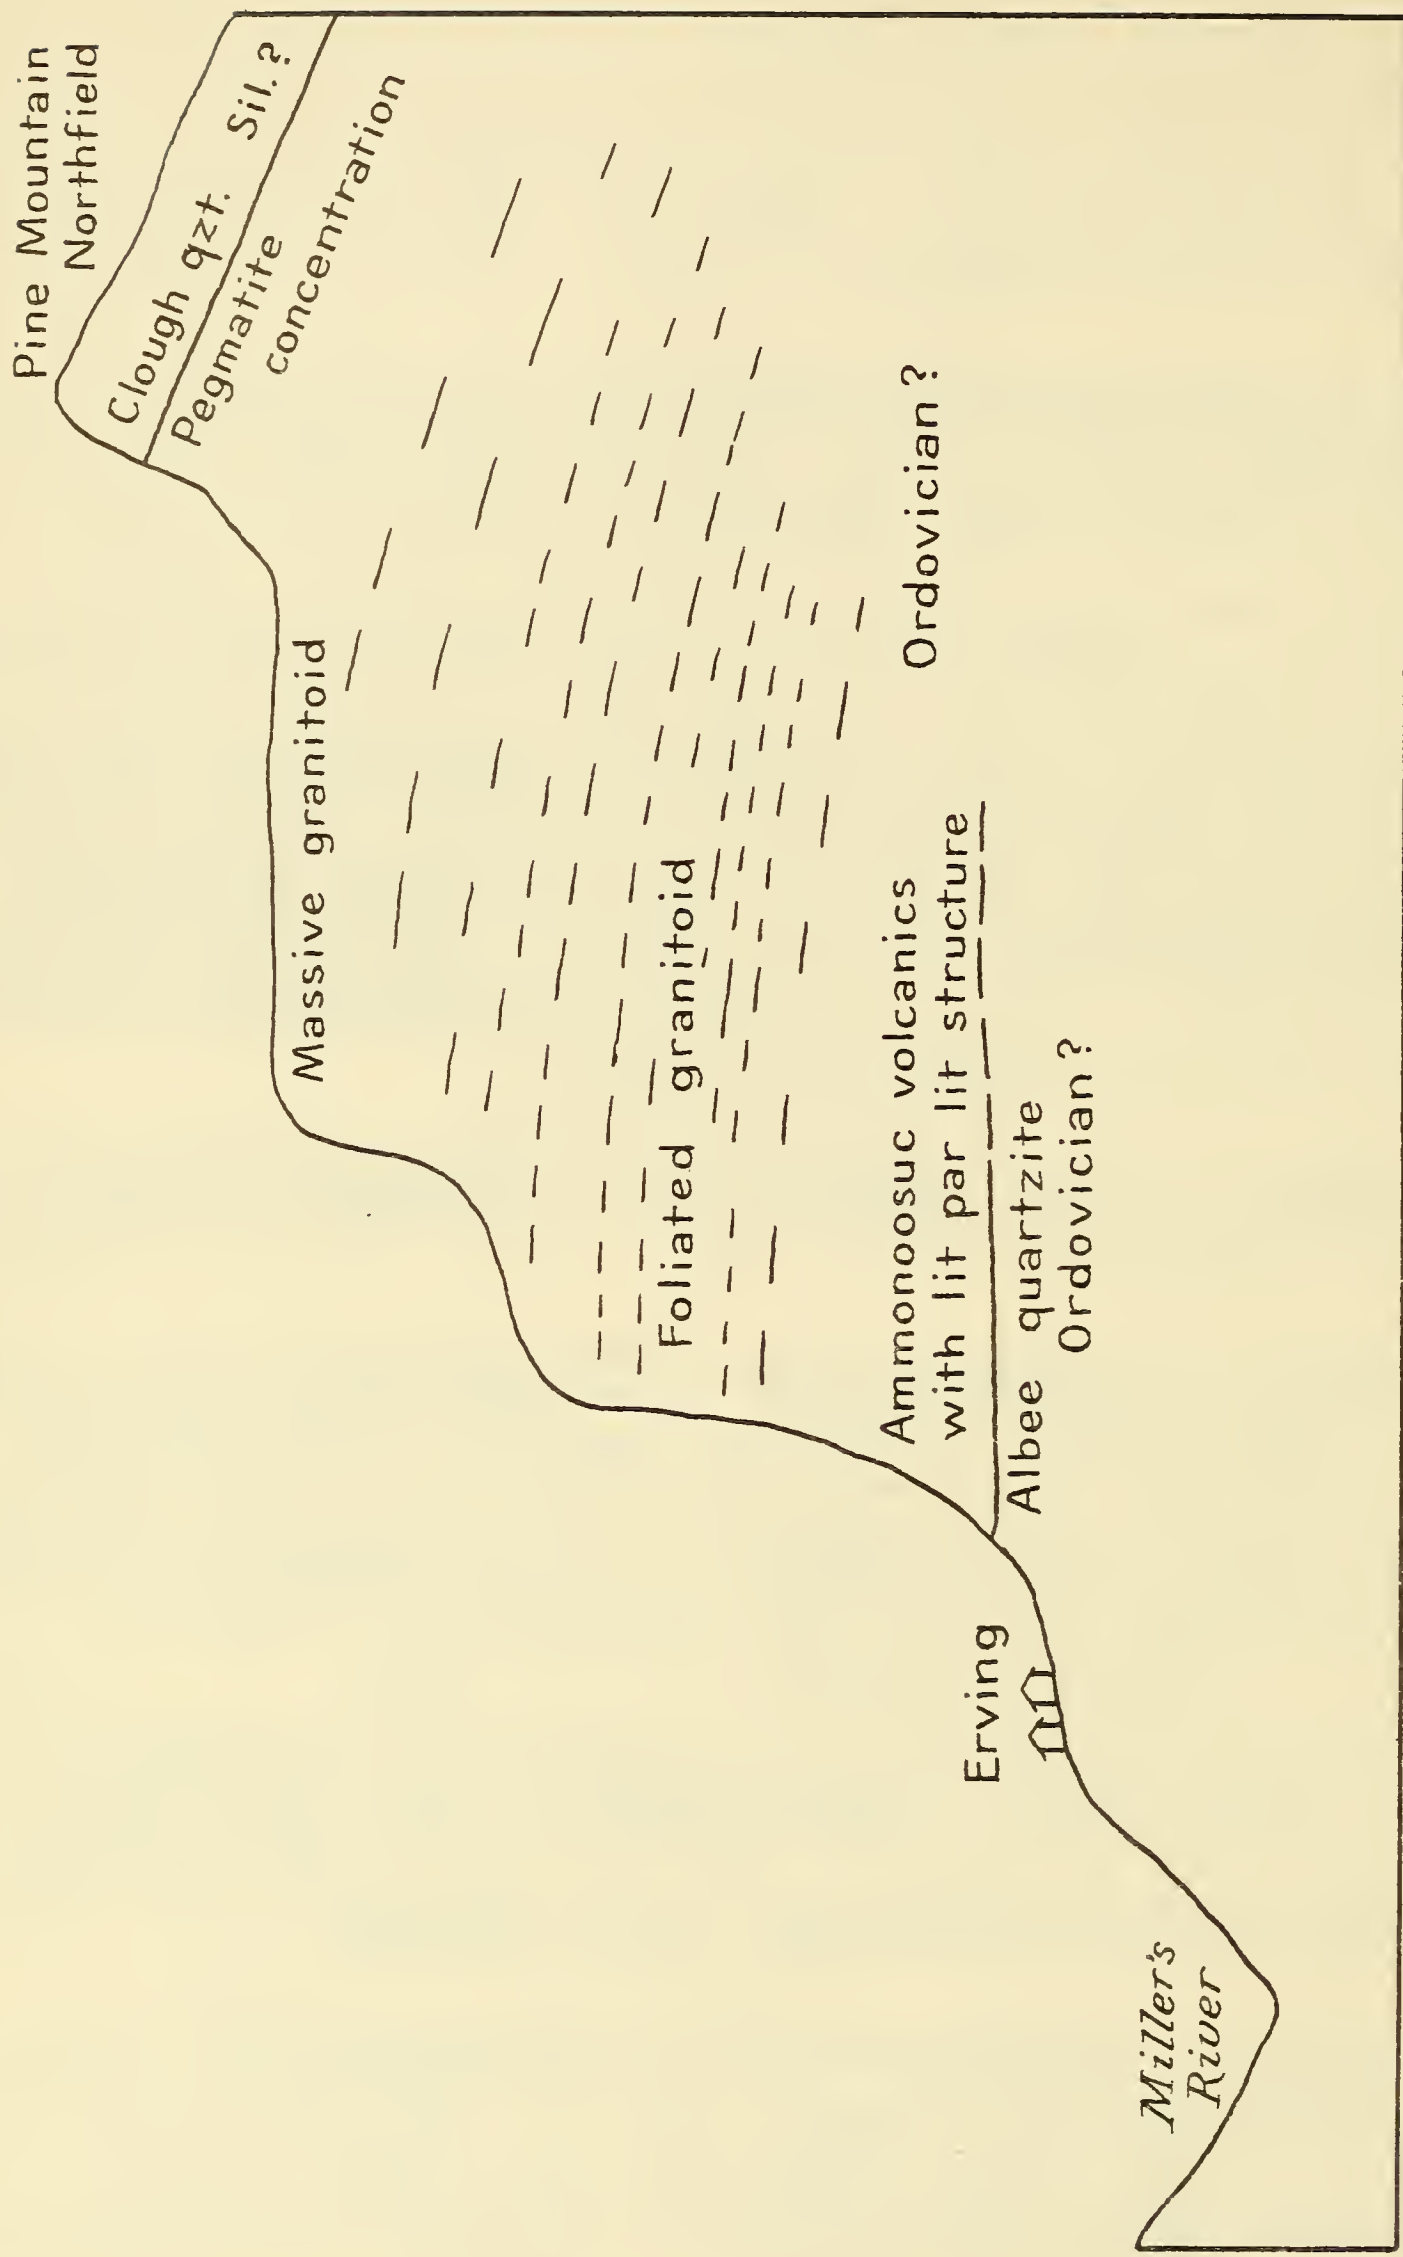 Pine Mountain
Northfield
Clough qzt. Sil.?
Pegmatite
concentration
Massive granitoid
Foliated granitoid
Ordovician?
Ammonoosuc volcanics
with lit par lit structure
Albee quartzite
Ordovician?
Erving
Miller's
River